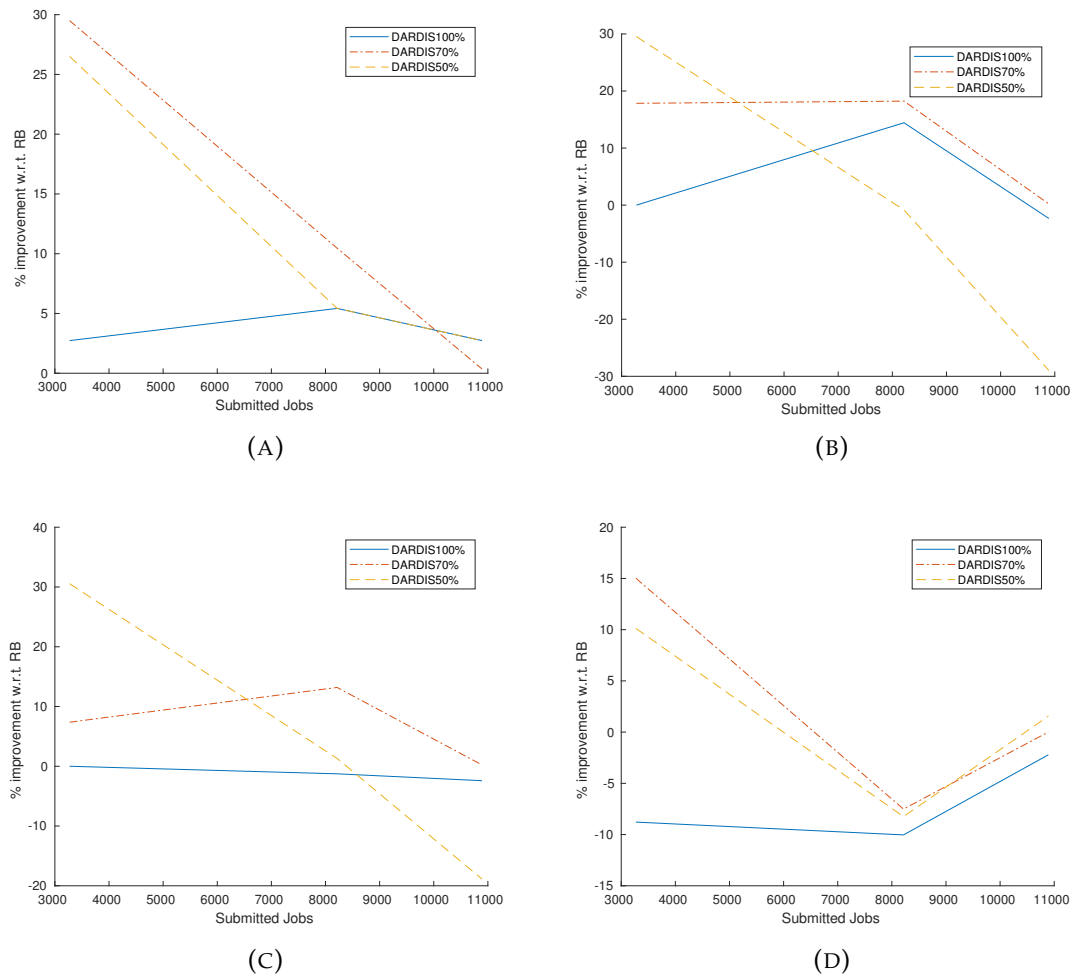 30
25
20
15
10
5
0
% improvement w.r.t. RB
DARDIS100%
DARDIS70%
DARDIS50%
3000 4000 5000 6000 7000 8000 9000 10000 11000
Submitted Jobs
(A)
30
20
10
0
-10
-20
-30
% improvement w.r.t. RB
DARDIS100%
DARDIS70%
DARDIS50%
3000 4000 5000 6000 7000 8000 9000 10000 11000
Submitted Jobs
(B)
40
30
20
10
0
-10
-20
% improvement w.r.t. RB
DARDIS100%
DARDIS70%
DARDIS50%
3000 4000 5000 6000 7000 8000 9000 10000 11000
Submitted Jobs
(C)
20
15
10
5
0
-5
-10
-15
% improvement w.r.t. RB
DARDIS100%
DARDIS70%
DARDIS50%
3000 4000 5000 6000 7000 8000 9000 10000 11000
Submitted Jobs
(D)